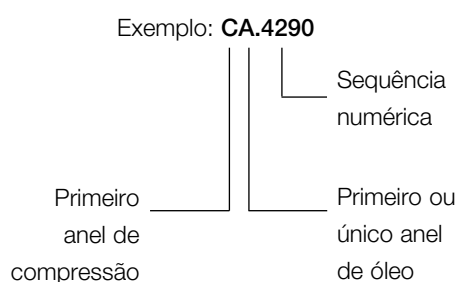 Exemplo: CA.4290
Sequência
numérica
Primeiro
anel de
compressão
Primeiro ou
único anel
de óleo